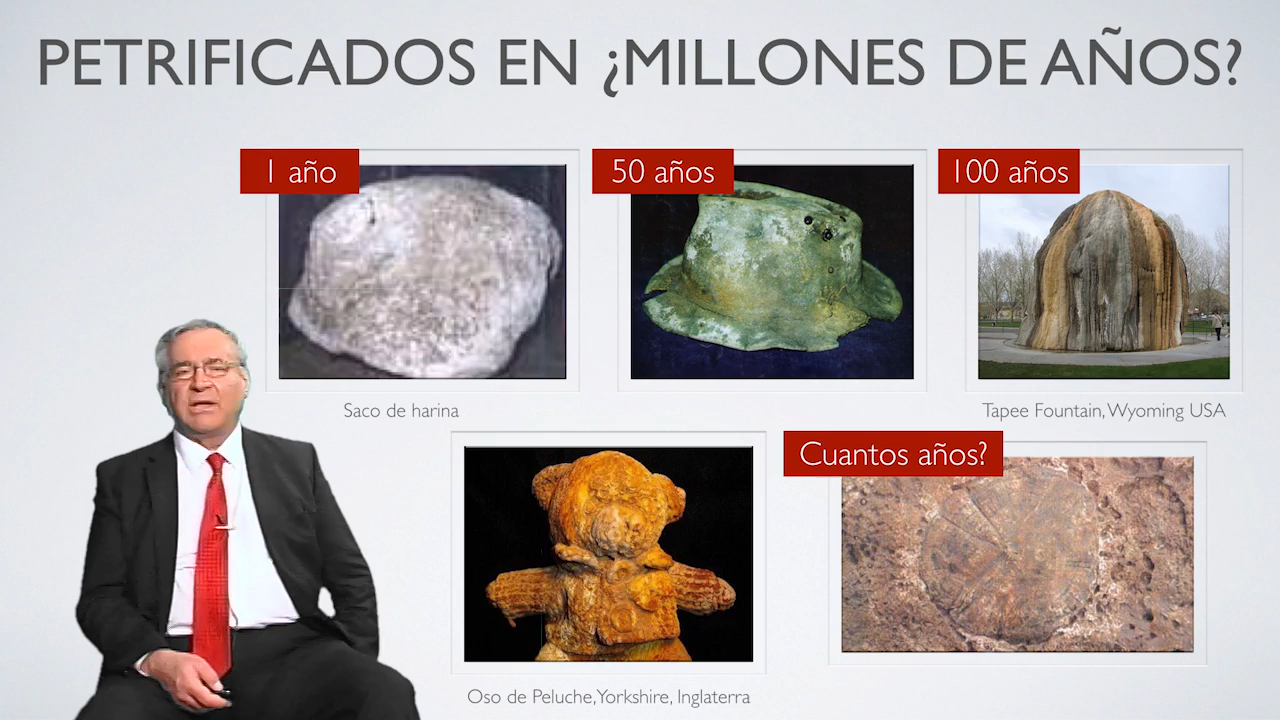 PETRIFICADOS EN ¿MILLONES DE AÑOS?
1 año
50 años
100 años
Saco de harina
Tapee Fountain, Wyoming USA
Cuantos años?
Oso de Peluche, Yorkshire, Inglaterra